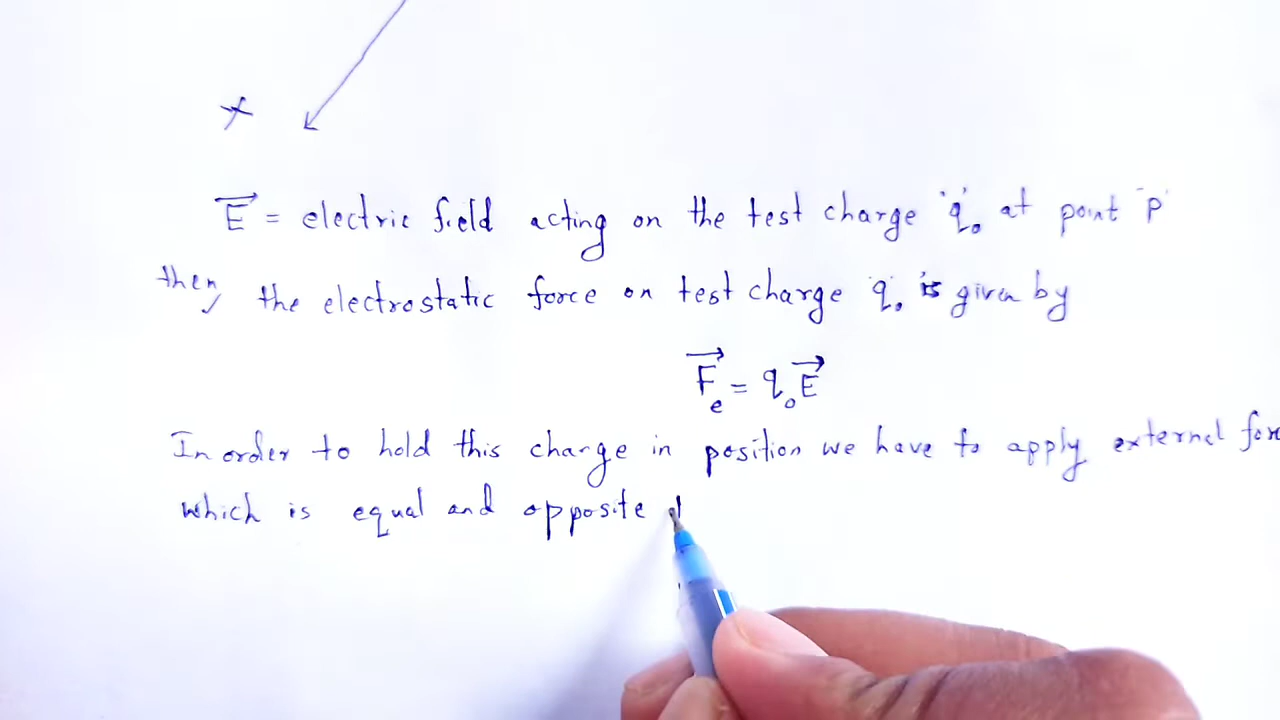 x
E⃗ = electric field acting on the test charge 'q₀' at point 'p'
then, the electrostatic force on test charge 'q₀' is given by
F⃗ₑ = q₀E⃗
In order to hold this charge in position we have to apply external for
which is equal and opposite